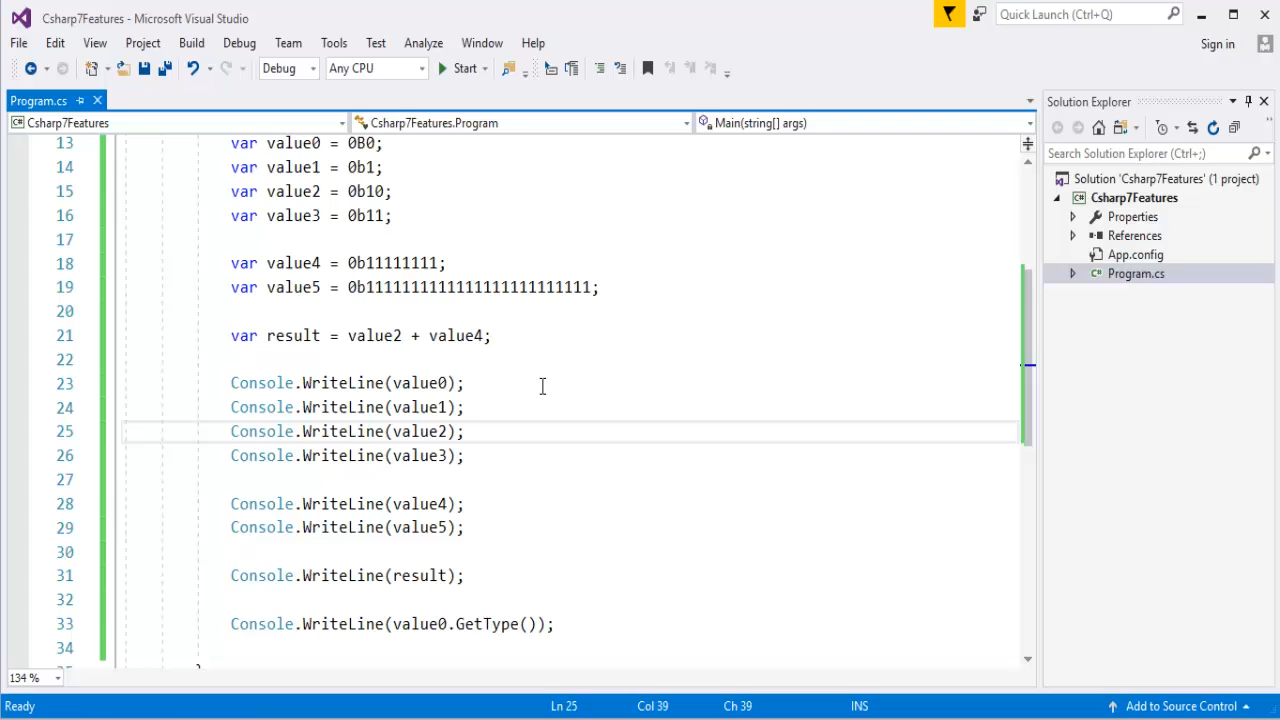 Csharp7Features - Microsoft Visual Studio
Quick Launch (Ctrl+Q)
File Edit View Project Build Debug Team Tools Test Analyze Window Help
Sign in
Debug Any CPU Start
Program.cs
Csharp7Features Csharp7Features.Program Main(string[] args)
13 var value0 = 0B0;
14 var value1 = 0b1;
15 var value2 = 0b10;
16 var value3 = 0b11;
17
18 var value4 = 0b11111111;
19 var value5 = 0b1111111111111111111111111;
20
21 var result = value2 + value4;
22
23 Console.WriteLine(value0);
24 Console.WriteLine(value1);
25 Console.WriteLine(value2);
26 Console.WriteLine(value3);
27
28 Console.WriteLine(value4);
29 Console.WriteLine(value5);
30
31 Console.WriteLine(result);
32
33 Console.WriteLine(value0.GetType());
34
134 %
Solution Explorer
Search Solution Explorer (Ctrl+;)
Solution 'Csharp7Features' (1 project)
Csharp7Features
Properties
References
App.config
Program.cs
Ready Ln 25 Col 39 Ch 39 INS Add to Source Control